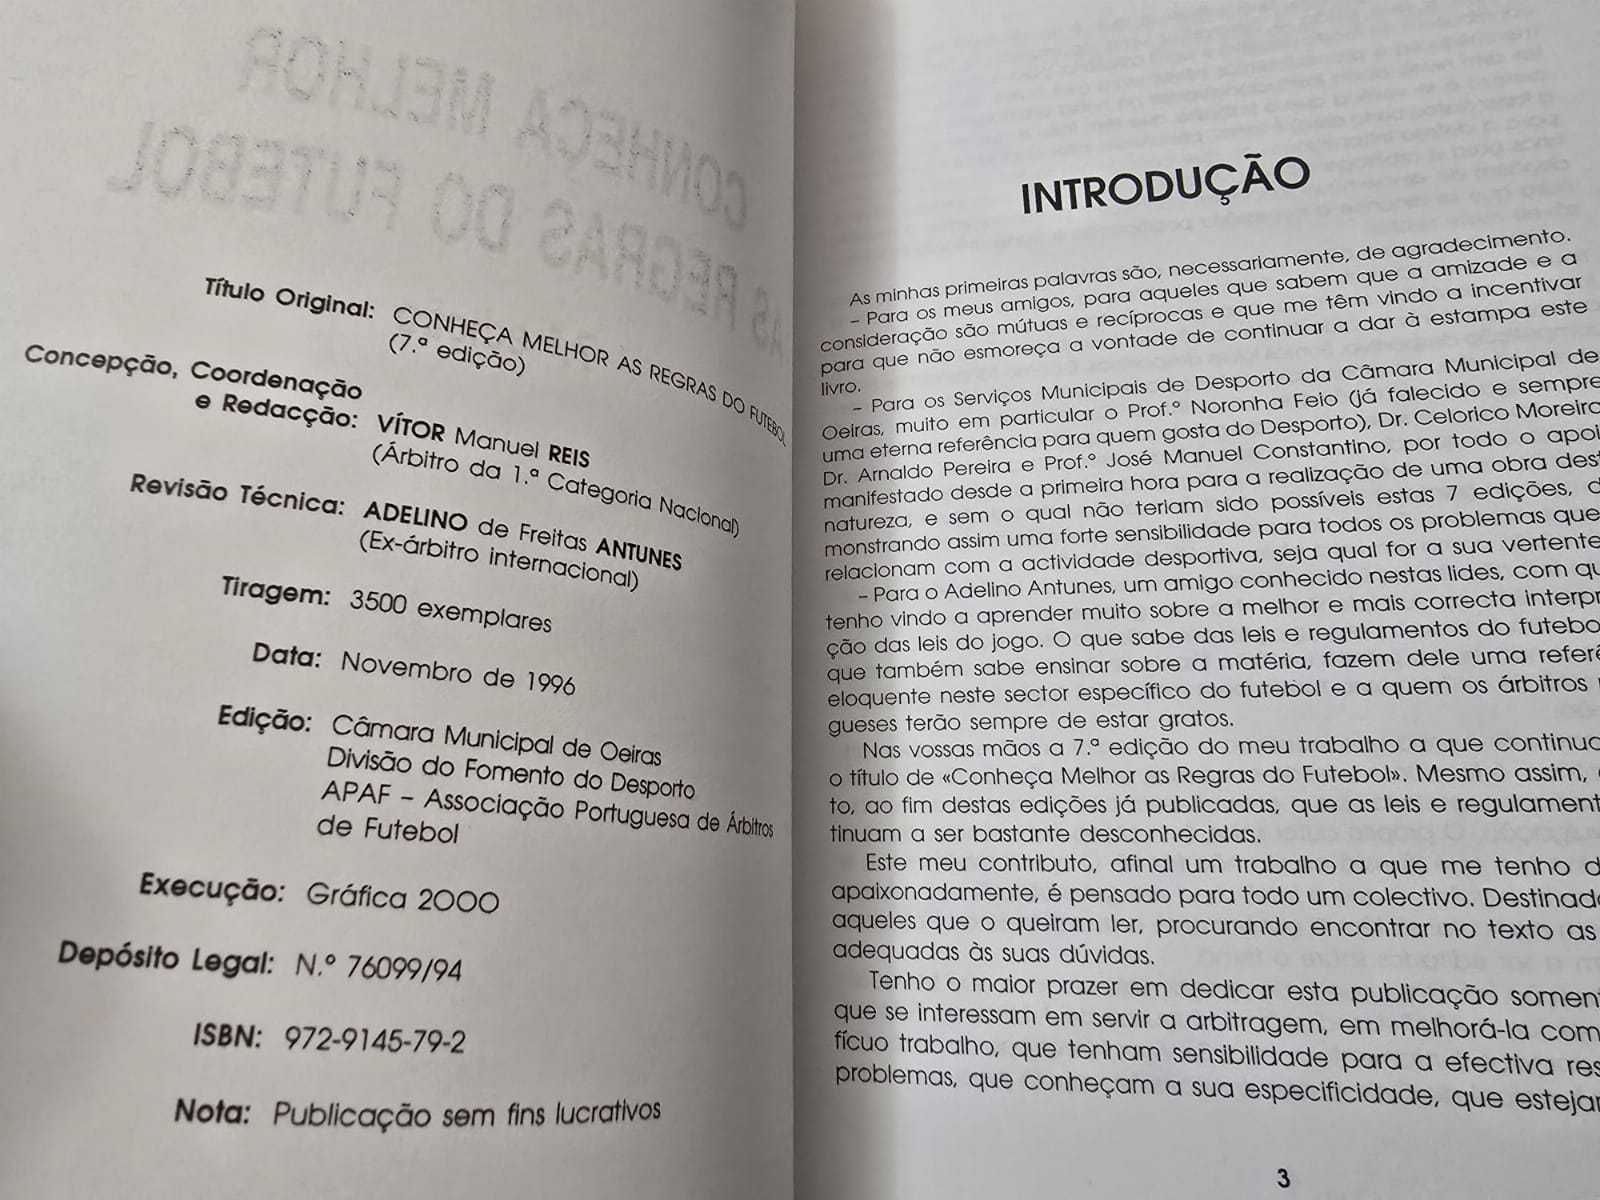 Título Original: CONHEÇA MELHOR AS REGRAS DO FUTEBOL
(7.ª edição)
Concepção, Coordenação
e Redacção: VÍTOR Manuel REIS
(Árbitro da 1.ª Categoria Nacional)
Revisão Técnica: ADELINO de Freitas ANTUNES
(Ex-árbitro internacional)
Tiragem: 3500 exemplares
Data: Novembro de 1996
Edição: Câmara Municipal de Oeiras
Divisão do Fomento do Desporto
APAF – Associação Portuguesa de Árbitros
de Futebol
Execução: Gráfica 2000
Depósito Legal: N.º 76099/94
ISBN: 972-9145-79-2
Nota: Publicação sem fins lucrativos
INTRODUÇÃO
As minhas primeiras palavras são, necessariamente, de agradecimento.
– Para os meus amigos, para aqueles que sabem que a amizade e a
consideração são mútuas e recíprocas e que me têm vindo a incentivar
para que não esmoreça a vontade de continuar a dar à estampa este
livro.
– Para os Serviços Municipais de Desporto da Câmara Municipal de
Oeiras, muito em particular o Prof.º Noronha Feio (já falecido e sempre
uma eterna referência para quem gosta do Desporto), Dr. Celorico Moreira
Dr. Arnaldo Pereira e Prof.º José Manuel Constantino, por todo o apoi
manifestado desde a primeira hora para a realização de uma obra dest
natureza, e sem o qual não teriam sido possíveis estas 7 edições, d
monstrando assim uma forte sensibilidade para todos os problemas que
relacionam com a actividade desportiva, seja qual for a sua vertente
– Para o Adelino Antunes, um amigo conhecido nestas lides, com qu
tenho vindo a aprender muito sobre a melhor e mais correcta interpr
ção das leis do jogo. O que sabe das leis e regulamentos do futebo
que também sabe ensinar sobre a matéria, fazem dele uma referê
eloquente neste sector específico do futebol e a quem os árbitros
gueses terão sempre de estar gratos.
Nas vossas mãos a 7.ª edição do meu trabalho a que continuo
o título de «Conheça Melhor as Regras do Futebol». Mesmo assim,
to, ao fim destas edições já publicadas, que as leis e regulament
tinuam a ser bastante desconhecidas.
Este meu contributo, afinal um trabalho a que me tenho d
apaixonadamente, é pensado para todo um colectivo. Destinad
aqueles que o queiram ler, procurando encontrar no texto as
adequadas às suas dúvidas.
Tenho o maior prazer em dedicar esta publicação soment
que se interessam em servir a arbitragem, em melhorá-la com
fícuo trabalho, que tenham sensibilidade para a efectiva res
problemas, que conheçam a sua especificidade, que estejar
3